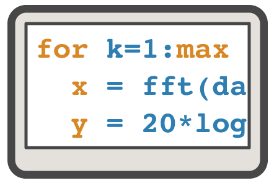 for k=1:max
x = fft(da
y = 20*log